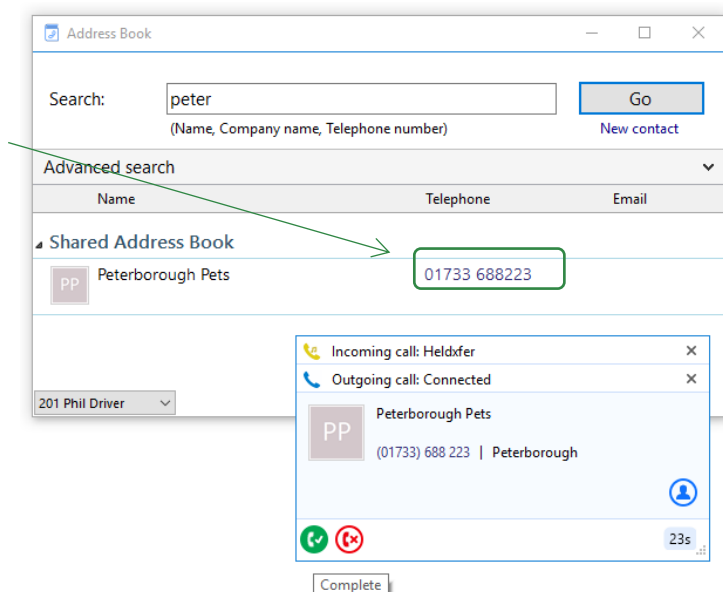 Address Book
Search:
peter
Go
(Name, Company name, Telephone number)
New contact
Advanced search
Name
Telephone
Email
Shared Address Book
PP
Peterborough Pets
01733 688223
201 Phil Driver
Incoming call: Heldxfer
Outgoing call: Connected
PP
Peterborough Pets
(01733) 688 223 | Peterborough
23s
Complete